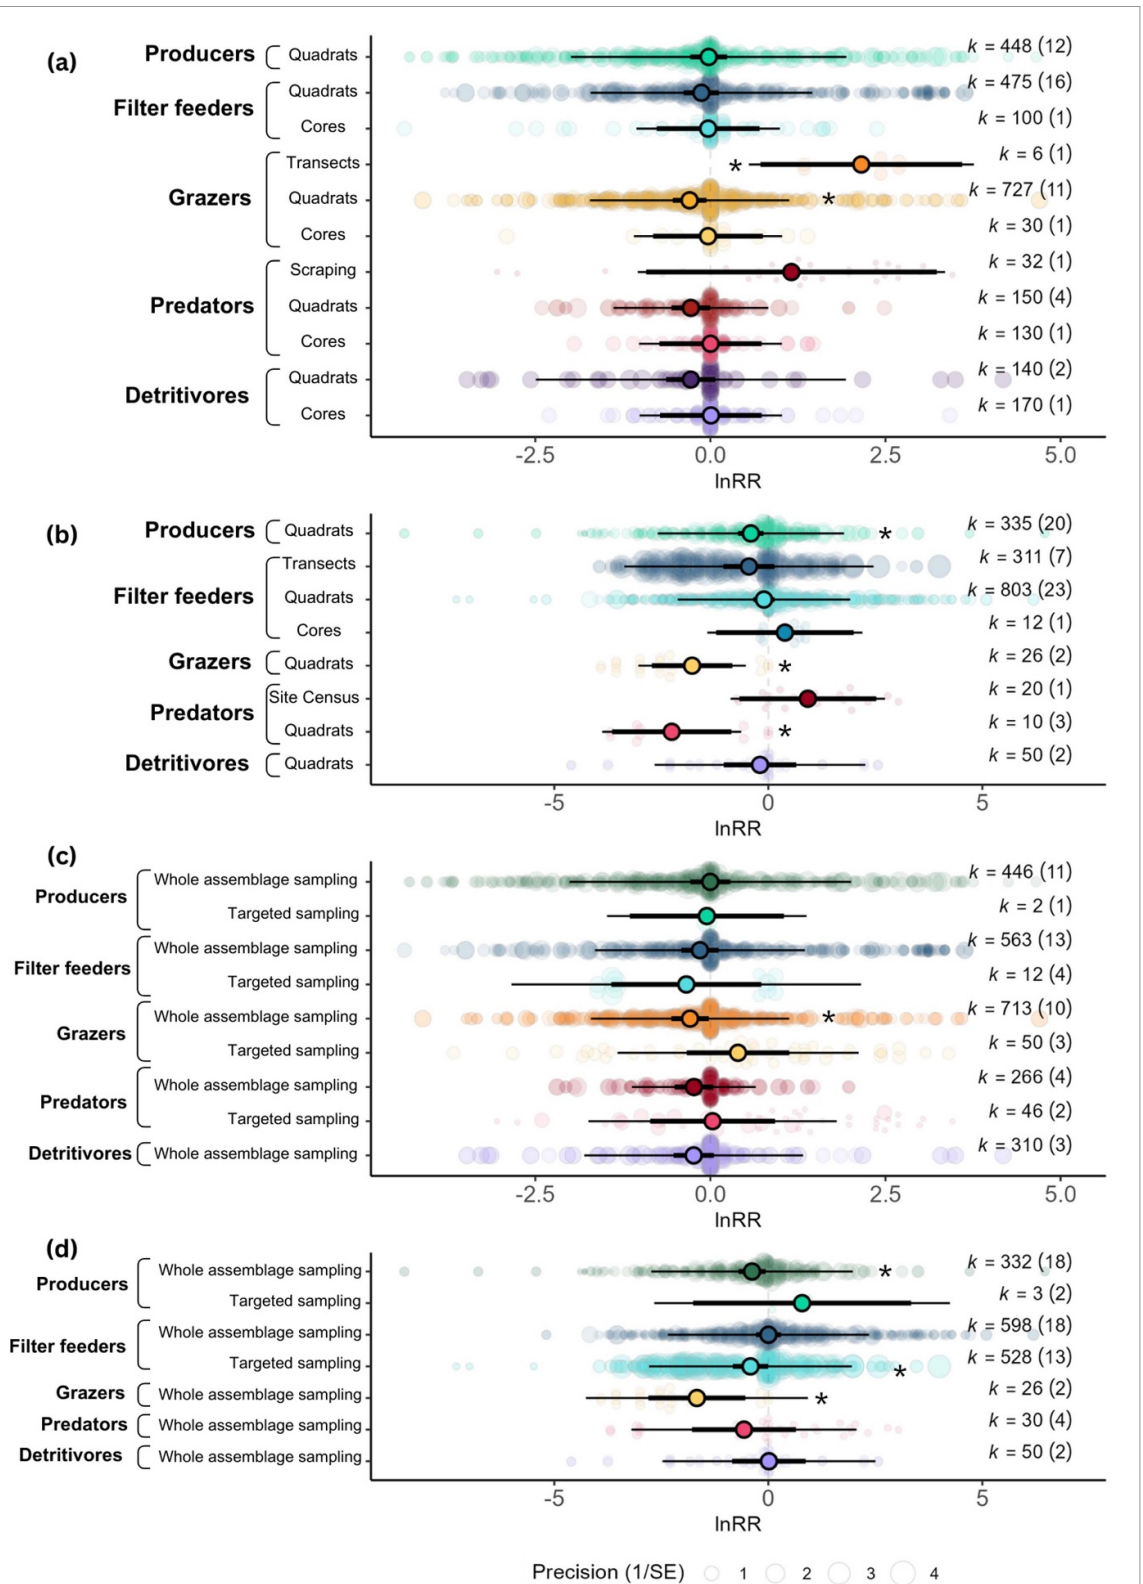 (a)
Producers Quadrats k = 448 (12)
Filter feeders Quadrats k = 475 (16)
Cores k = 100 (1)
Grazers Transects * k = 6 (1)
Quadrats * k = 727 (11)
Cores k = 30 (1)
Predators Scraping k = 32 (1)
Quadrats k = 150 (4)
Cores k = 130 (1)
Detritivores Quadrats k = 140 (2)
Cores k = 170 (1)
-2.5 0.0 2.5 5.0
lnRR
(b)
Producers Quadrats * k = 335 (20)
Filter feeders Transects k = 311 (7)
Quadrats k = 803 (23)
Cores k = 12 (1)
Grazers Quadrats * k = 26 (2)
Predators Site Census k = 20 (1)
Quadrats * k = 10 (3)
Detritivores Quadrats k = 50 (2)
-5 0 5
lnRR
(c)
Producers Whole assemblage sampling k = 446 (11)
Targeted sampling k = 2 (1)
Filter feeders Whole assemblage sampling k = 563 (13)
Targeted sampling k = 12 (4)
Grazers Whole assemblage sampling * k = 713 (10)
Targeted sampling k = 50 (3)
Predators Whole assemblage sampling k = 266 (4)
Targeted sampling k = 46 (2)
Detritivores Whole assemblage sampling k = 310 (3)
-2.5 0.0 2.5 5.0
lnRR
(d)
Producers Whole assemblage sampling * k = 332 (18)
Targeted sampling k = 3 (2)
Filter feeders Whole assemblage sampling k = 598 (18)
Targeted sampling * k = 528 (13)
Grazers Whole assemblage sampling * k = 26 (2)
Predators Whole assemblage sampling k = 30 (4)
Detritivores Whole assemblage sampling k = 50 (2)
-5 0 5
lnRR
Precision (1/SE) 1 2 3 4